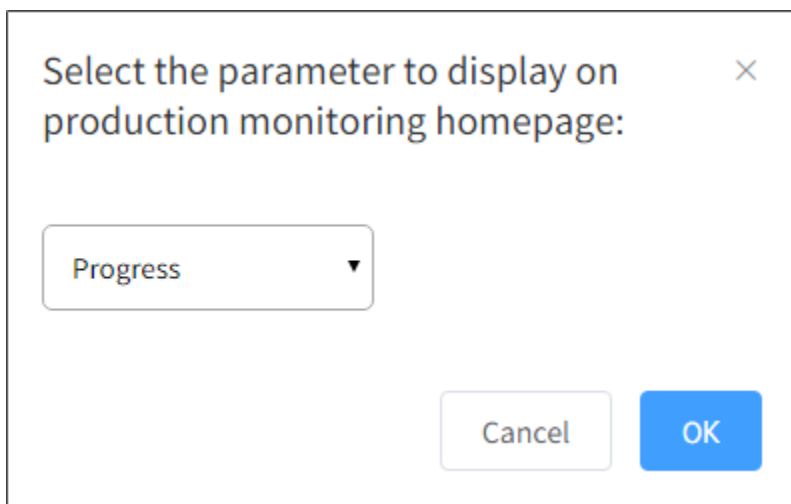 Select the parameter to display on
production monitoring homepage:
Progress
Cancel
OK